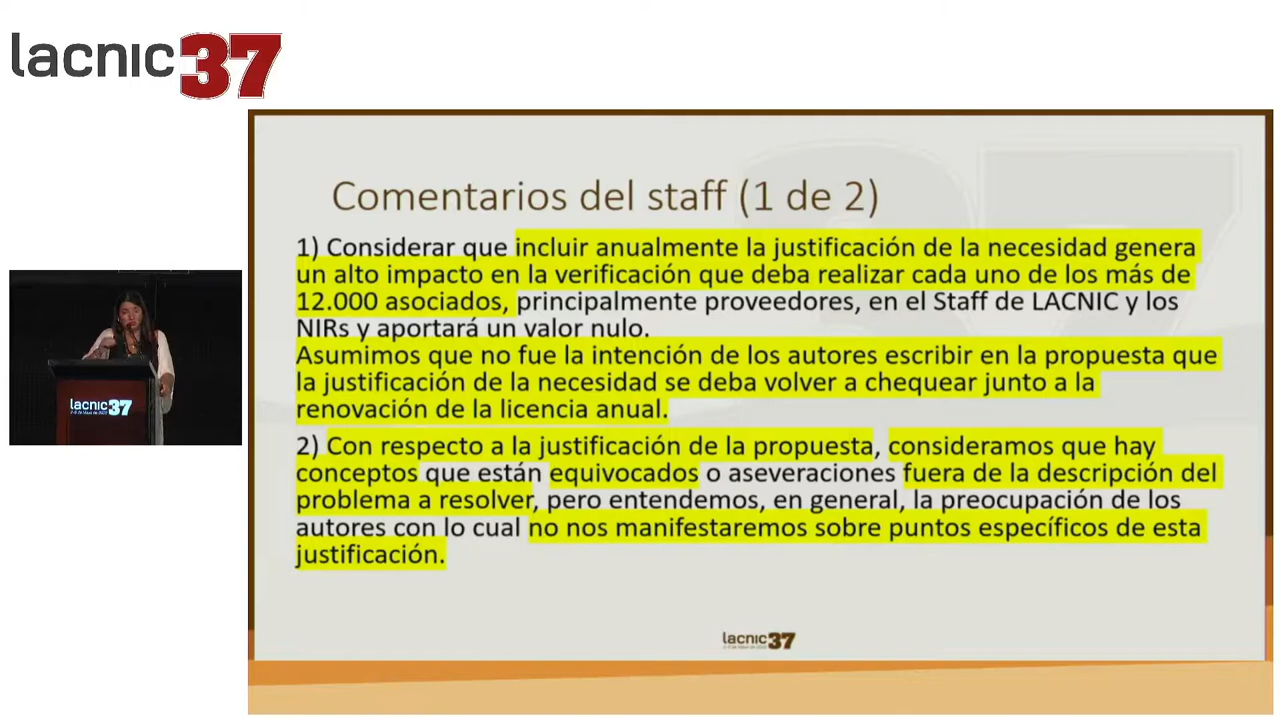 lacnic37
Comentarios del staff (1 de 2)
1) Considerar que incluir anualmente la justificación de la necesidad genera
un alto impacto en la verificación que deba realizar cada uno de los más de
12.000 asociados, principalmente proveedores, en el Staff de LACNIC y los
NIRs y aportará un valor nulo.
Asumimos que no fue la intención de los autores escribir en la propuesta que
la justificación de la necesidad se deba volver a chequear junto a la
renovación de la licencia anual.
2) Con respecto a la justificación de la propuesta, consideramos que hay
conceptos que están equivocados o aseveraciones fuera de la descripción del
problema a resolver, pero entendemos, en general, la preocupación de los
autores con lo cual no nos manifestaremos sobre puntos específicos de esta
justificación.
lacnic37
lacnic37